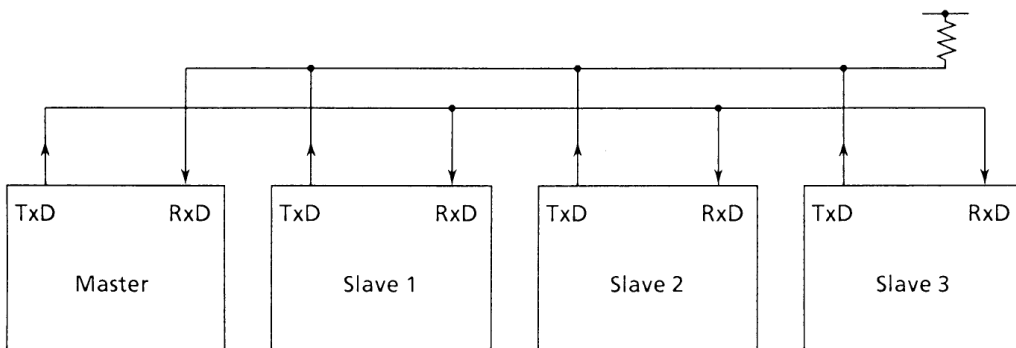 TxD RxD TxD RxD TxD RxD TxD RxD
Master Slave 1 Slave 2 Slave 3